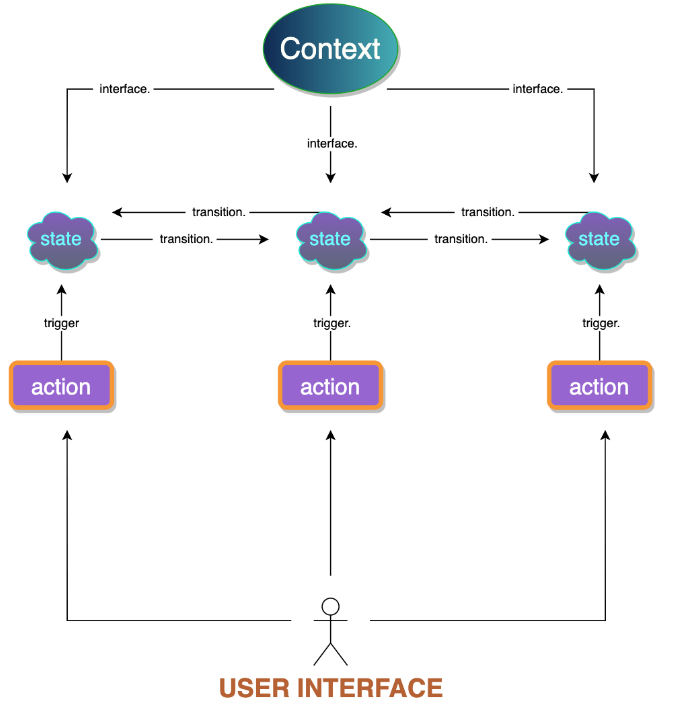 Context
interface.
interface.
interface.
transition.
transition.
state
transition.
state
transition.
state
trigger
trigger.
trigger.
action
action
action
USER INTERFACE